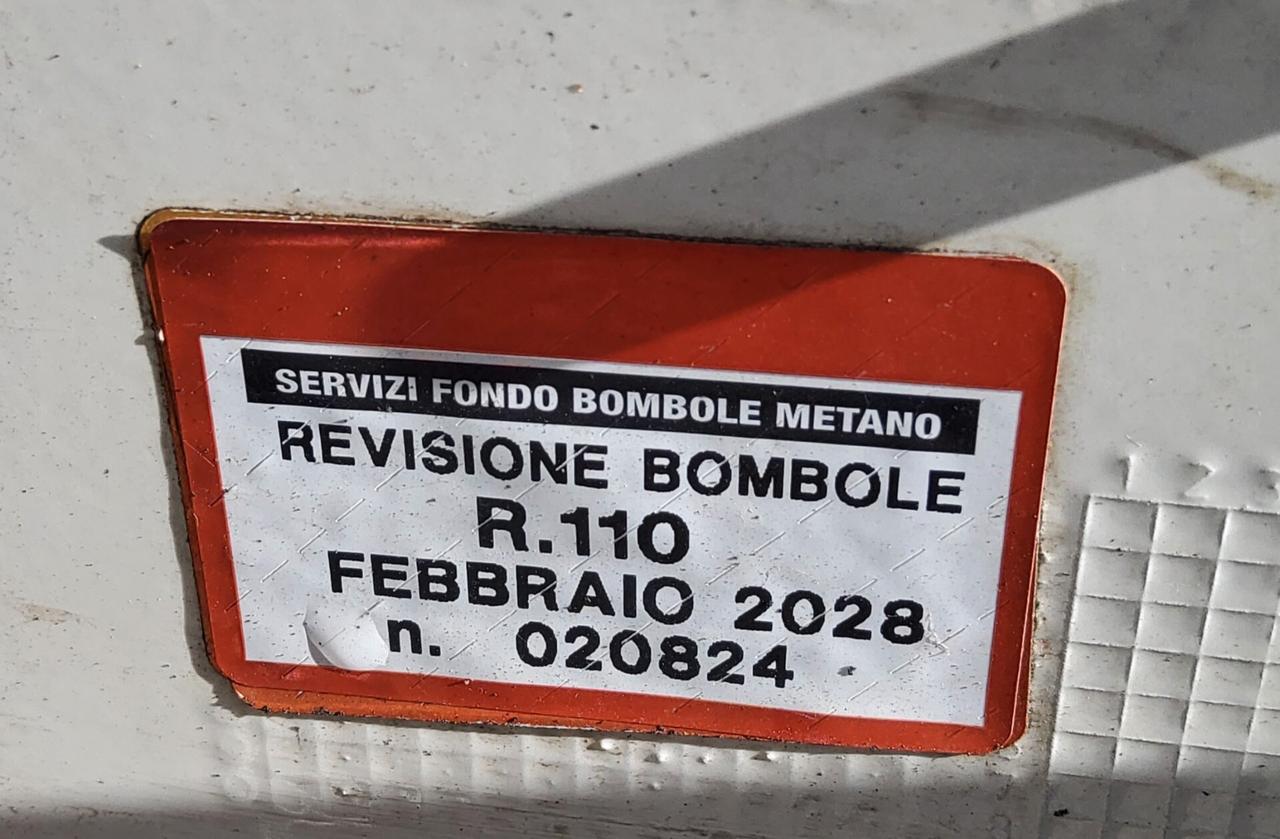 SERVIZI FONDO BOMBOLE METANO
REVISIONE BOMBOLE
R.110
FEBBRAIO 2028
n. 020824